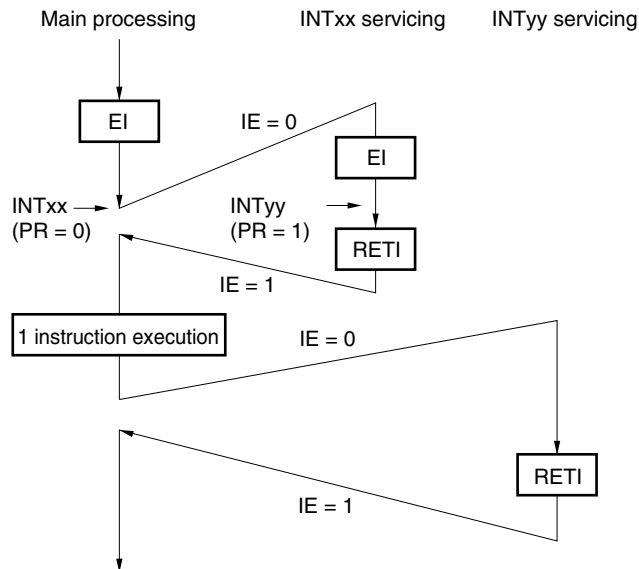 Main processing
INTxx servicing
INTyy servicing
EI
IE = 0
EI
INTxx
(PR = 0)
INTyy
(PR = 1)
RETI
IE = 1
1 instruction execution
IE = 0
RETI
IE = 1